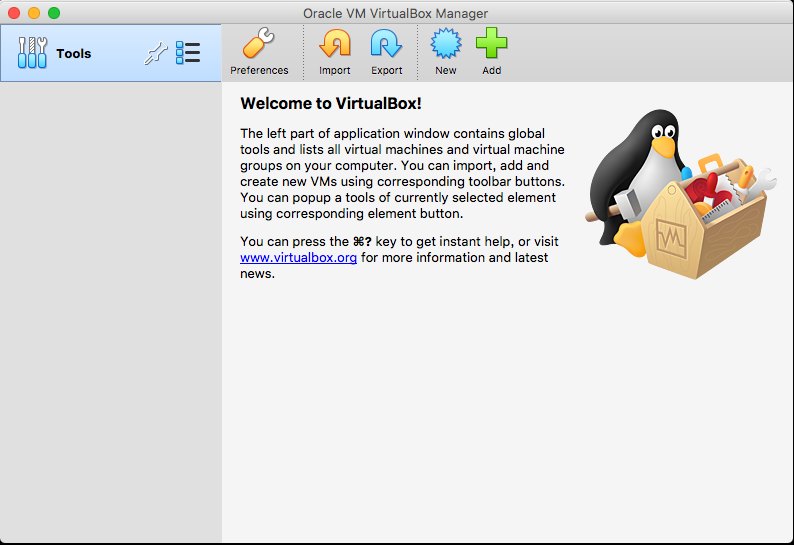 Oracle VM VirtualBox Manager
Tools
Preferences
Import
Export
New
Add
Welcome to VirtualBox!
The left part of application window contains global
tools and lists all virtual machines and virtual machine
groups on your computer. You can import, add and
create new VMs using corresponding toolbar buttons.
You can popup a tools of currently selected element
using corresponding element button.
You can press the ⌘? key to get instant help, or visit
www.virtualbox.org for more information and latest
news.